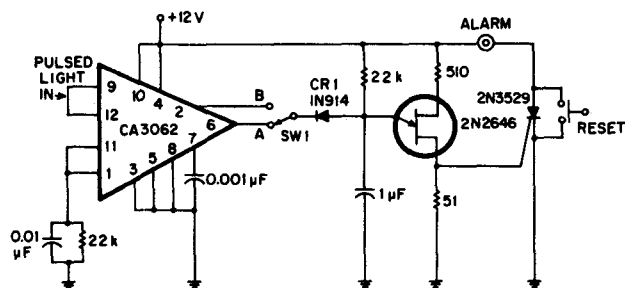 +12 V
ALARM
PULSED
LIGHT
IN
9
10
4
2
B
12
CA3062
6
A
SW1
CR1
IN914
22 k
510
2N3529
2N2646
RESET
11
1
3
5
8
7
0.001 µF
1 µF
51
0.01
µF
22 k